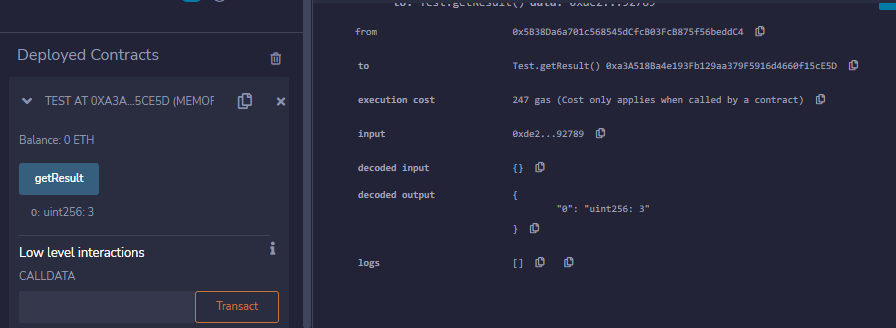 Deployed Contracts
TEST AT 0XA3A...5CE5D (MEMOR
Balance: 0 ETH
getResult
0: uint256: 3
Low level interactions
CALLDATA
Transact
to: Test.getResult() data: 0xde2...92789
from 0x5B38Da6a701c568545dCfcB03FcB875f56beddC4
to Test.getResult() 0xa3A518Ba4e193Fb129aa379F5916d4660f15cE5D
execution cost 247 gas (Cost only applies when called by a contract)
input 0xde2...92789
decoded input {}
decoded output {
"0": "uint256: 3"
}
logs []